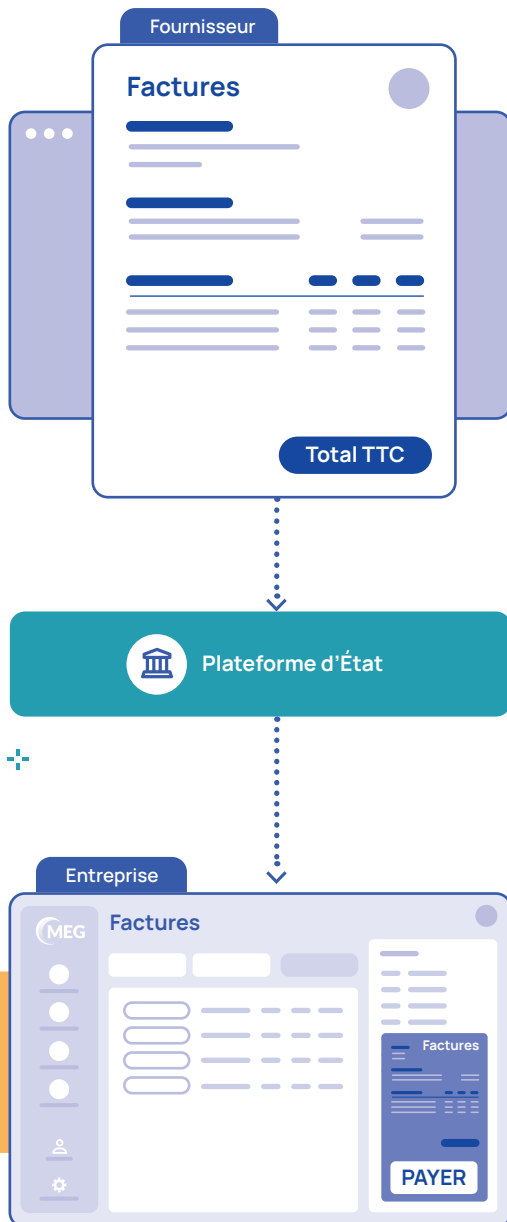 Fournisseur
Factures
Total TTC
Plateforme d'État
Entreprise
MEG
Factures
Factures
PAYER